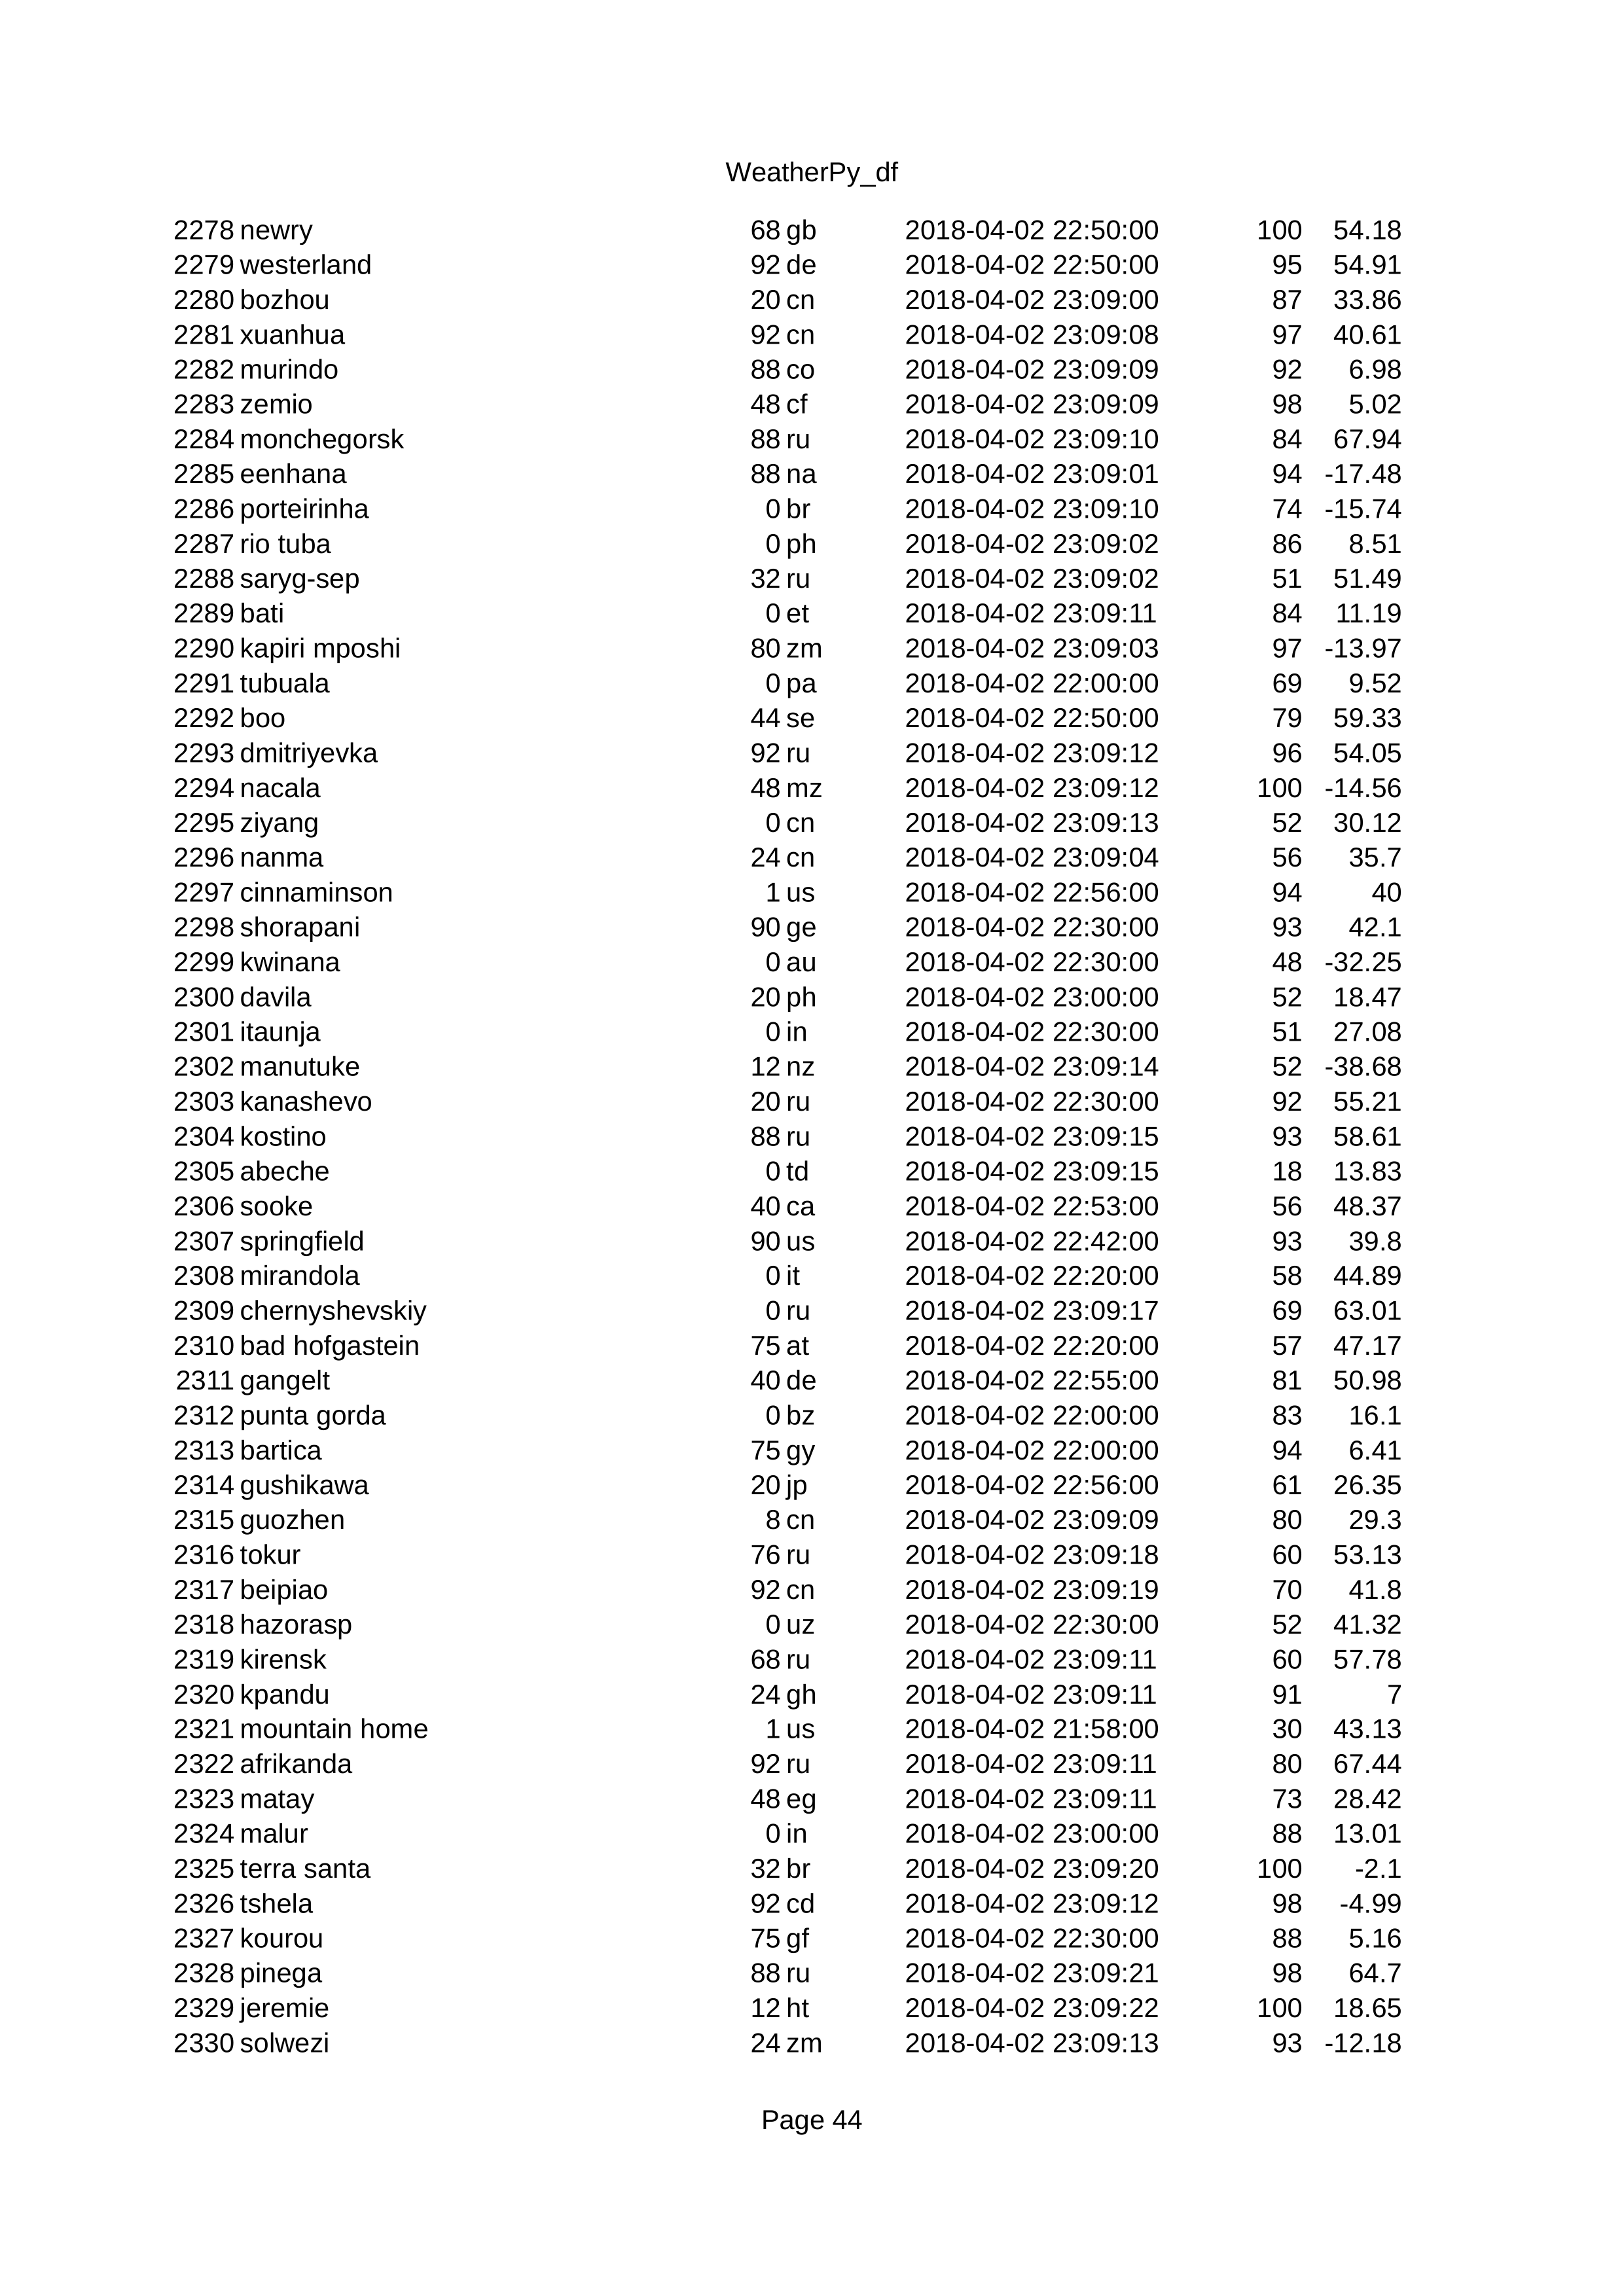 WeatherPy_df
2278 newry 68 gb 2018-04-02 22:50:00 100 54.18
2279 westerland 92 de 2018-04-02 22:50:00 95 54.91
2280 bozhou 20 cn 2018-04-02 23:09:00 87 33.86
2281 xuanhua 92 cn 2018-04-02 23:09:08 97 40.61
2282 murindo 88 co 2018-04-02 23:09:09 92 6.98
2283 zemio 48 cf 2018-04-02 23:09:09 98 5.02
2284 monchegorsk 88 ru 2018-04-02 23:09:10 84 67.94
2285 eenhana 88 na 2018-04-02 23:09:01 94 -17.48
2286 porteirinha 0 br 2018-04-02 23:09:10 74 -15.74
2287 rio tuba 0 ph 2018-04-02 23:09:02 86 8.51
2288 saryg-sep 32 ru 2018-04-02 23:09:02 51 51.49
2289 bati 0 et 2018-04-02 23:09:11 84 11.19
2290 kapiri mposhi 80 zm 2018-04-02 23:09:03 97 -13.97
2291 tubuala 0 pa 2018-04-02 22:00:00 69 9.52
2292 boo 44 se 2018-04-02 22:50:00 79 59.33
2293 dmitriyevka 92 ru 2018-04-02 23:09:12 96 54.05
2294 nacala 48 mz 2018-04-02 23:09:12 100 -14.56
2295 ziyang 0 cn 2018-04-02 23:09:13 52 30.12
2296 nanma 24 cn 2018-04-02 23:09:04 56 35.7
2297 cinnaminson 1 us 2018-04-02 22:56:00 94 40
2298 shorapani 90 ge 2018-04-02 22:30:00 93 42.1
2299 kwinana 0 au 2018-04-02 22:30:00 48 -32.25
2300 davila 20 ph 2018-04-02 23:00:00 52 18.47
2301 itaunja 0 in 2018-04-02 22:30:00 51 27.08
2302 manutuke 12 nz 2018-04-02 23:09:14 52 -38.68
2303 kanashevo 20 ru 2018-04-02 22:30:00 92 55.21
2304 kostino 88 ru 2018-04-02 23:09:15 93 58.61
2305 abeche 0 td 2018-04-02 23:09:15 18 13.83
2306 sooke 40 ca 2018-04-02 22:53:00 56 48.37
2307 springfield 90 us 2018-04-02 22:42:00 93 39.8
2308 mirandola 0 it 2018-04-02 22:20:00 58 44.89
2309 chernyshevskiy 0 ru 2018-04-02 23:09:17 69 63.01
2310 bad hofgastein 75 at 2018-04-02 22:20:00 57 47.17
2311 gangelt 40 de 2018-04-02 22:55:00 81 50.98
2312 punta gorda 0 bz 2018-04-02 22:00:00 83 16.1
2313 bartica 75 gy 2018-04-02 22:00:00 94 6.41
2314 gushikawa 20 jp 2018-04-02 22:56:00 61 26.35
2315 guozhen 8 cn 2018-04-02 23:09:09 80 29.3
2316 tokur 76 ru 2018-04-02 23:09:18 60 53.13
2317 beipiao 92 cn 2018-04-02 23:09:19 70 41.8
2318 hazorasp 0 uz 2018-04-02 22:30:00 52 41.32
2319 kirensk 68 ru 2018-04-02 23:09:11 60 57.78
2320 kpandu 24 gh 2018-04-02 23:09:11 91 7
2321 mountain home 1 us 2018-04-02 21:58:00 30 43.13
2322 afrikanda 92 ru 2018-04-02 23:09:11 80 67.44
2323 matay 48 eg 2018-04-02 23:09:11 73 28.42
2324 malur 0 in 2018-04-02 23:00:00 88 13.01
2325 terra santa 32 br 2018-04-02 23:09:20 100 -2.1
2326 tshela 92 cd 2018-04-02 23:09:12 98 -4.99
2327 kourou 75 gf 2018-04-02 22:30:00 88 5.16
2328 pinega 88 ru 2018-04-02 23:09:21 98 64.7
2329 jeremie 12 ht 2018-04-02 23:09:22 100 18.65
2330 solwezi 24 zm 2018-04-02 23:09:13 93 -12.18
Page 44